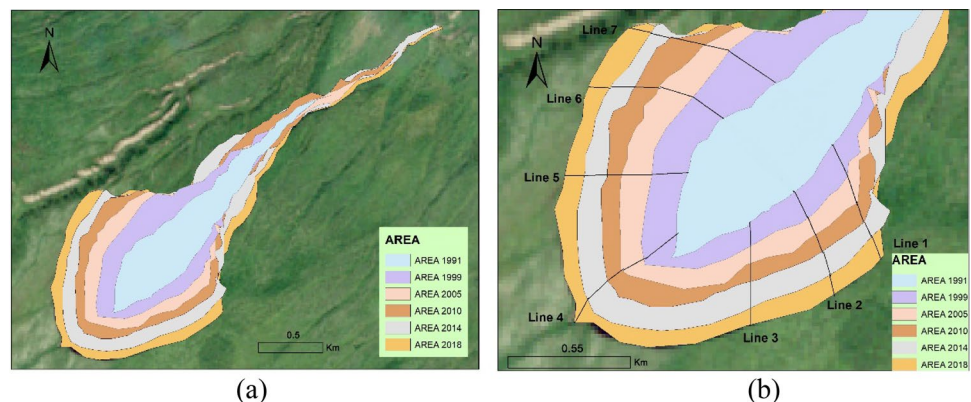 N
AREA
AREA 1991
AREA 1999
AREA 2005
AREA 2010
AREA 2014
AREA 2018
0.5
Km
(a)
N
Line 7
Line 6
Line 5
Line 4
Line 3
Line 2
Line 1
AREA
AREA 1991
AREA 1999
AREA 2005
AREA 2010
AREA 2014
AREA 2018
0.55
Km
(b)